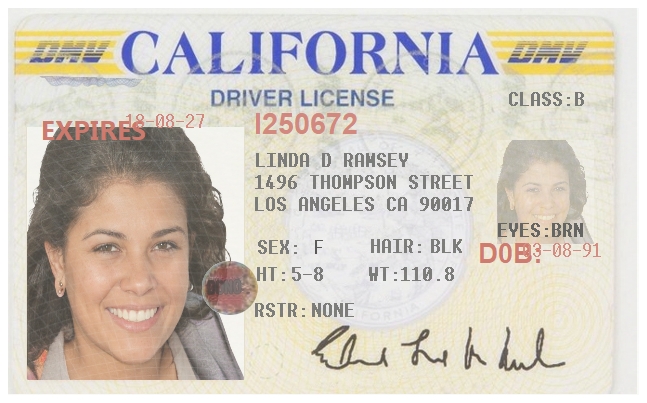 DMV CALIFORNIA DMV
DRIVER LICENSE
CLASS:B
EXPIRES 18-08-27
I250672
LINDA D RAMSEY
1496 THOMPSON STREET
LOS ANGELES CA 90017
EYES:BRN
SEX: F HAIR: BLK
DOB: 03-08-91
HT:5-8 WT:110.8
RSTR: NONE